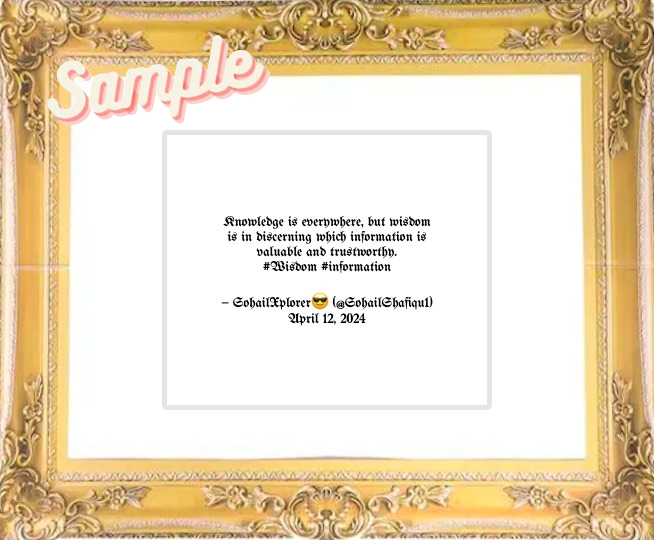 Sample
Knowledge is everywhere, but wisdom
is in discerning which information is
valuable and trustworthy.
#Wisdom #information
– SohailXplorer😎 (@SohailShafiqu1)
April 12, 2024